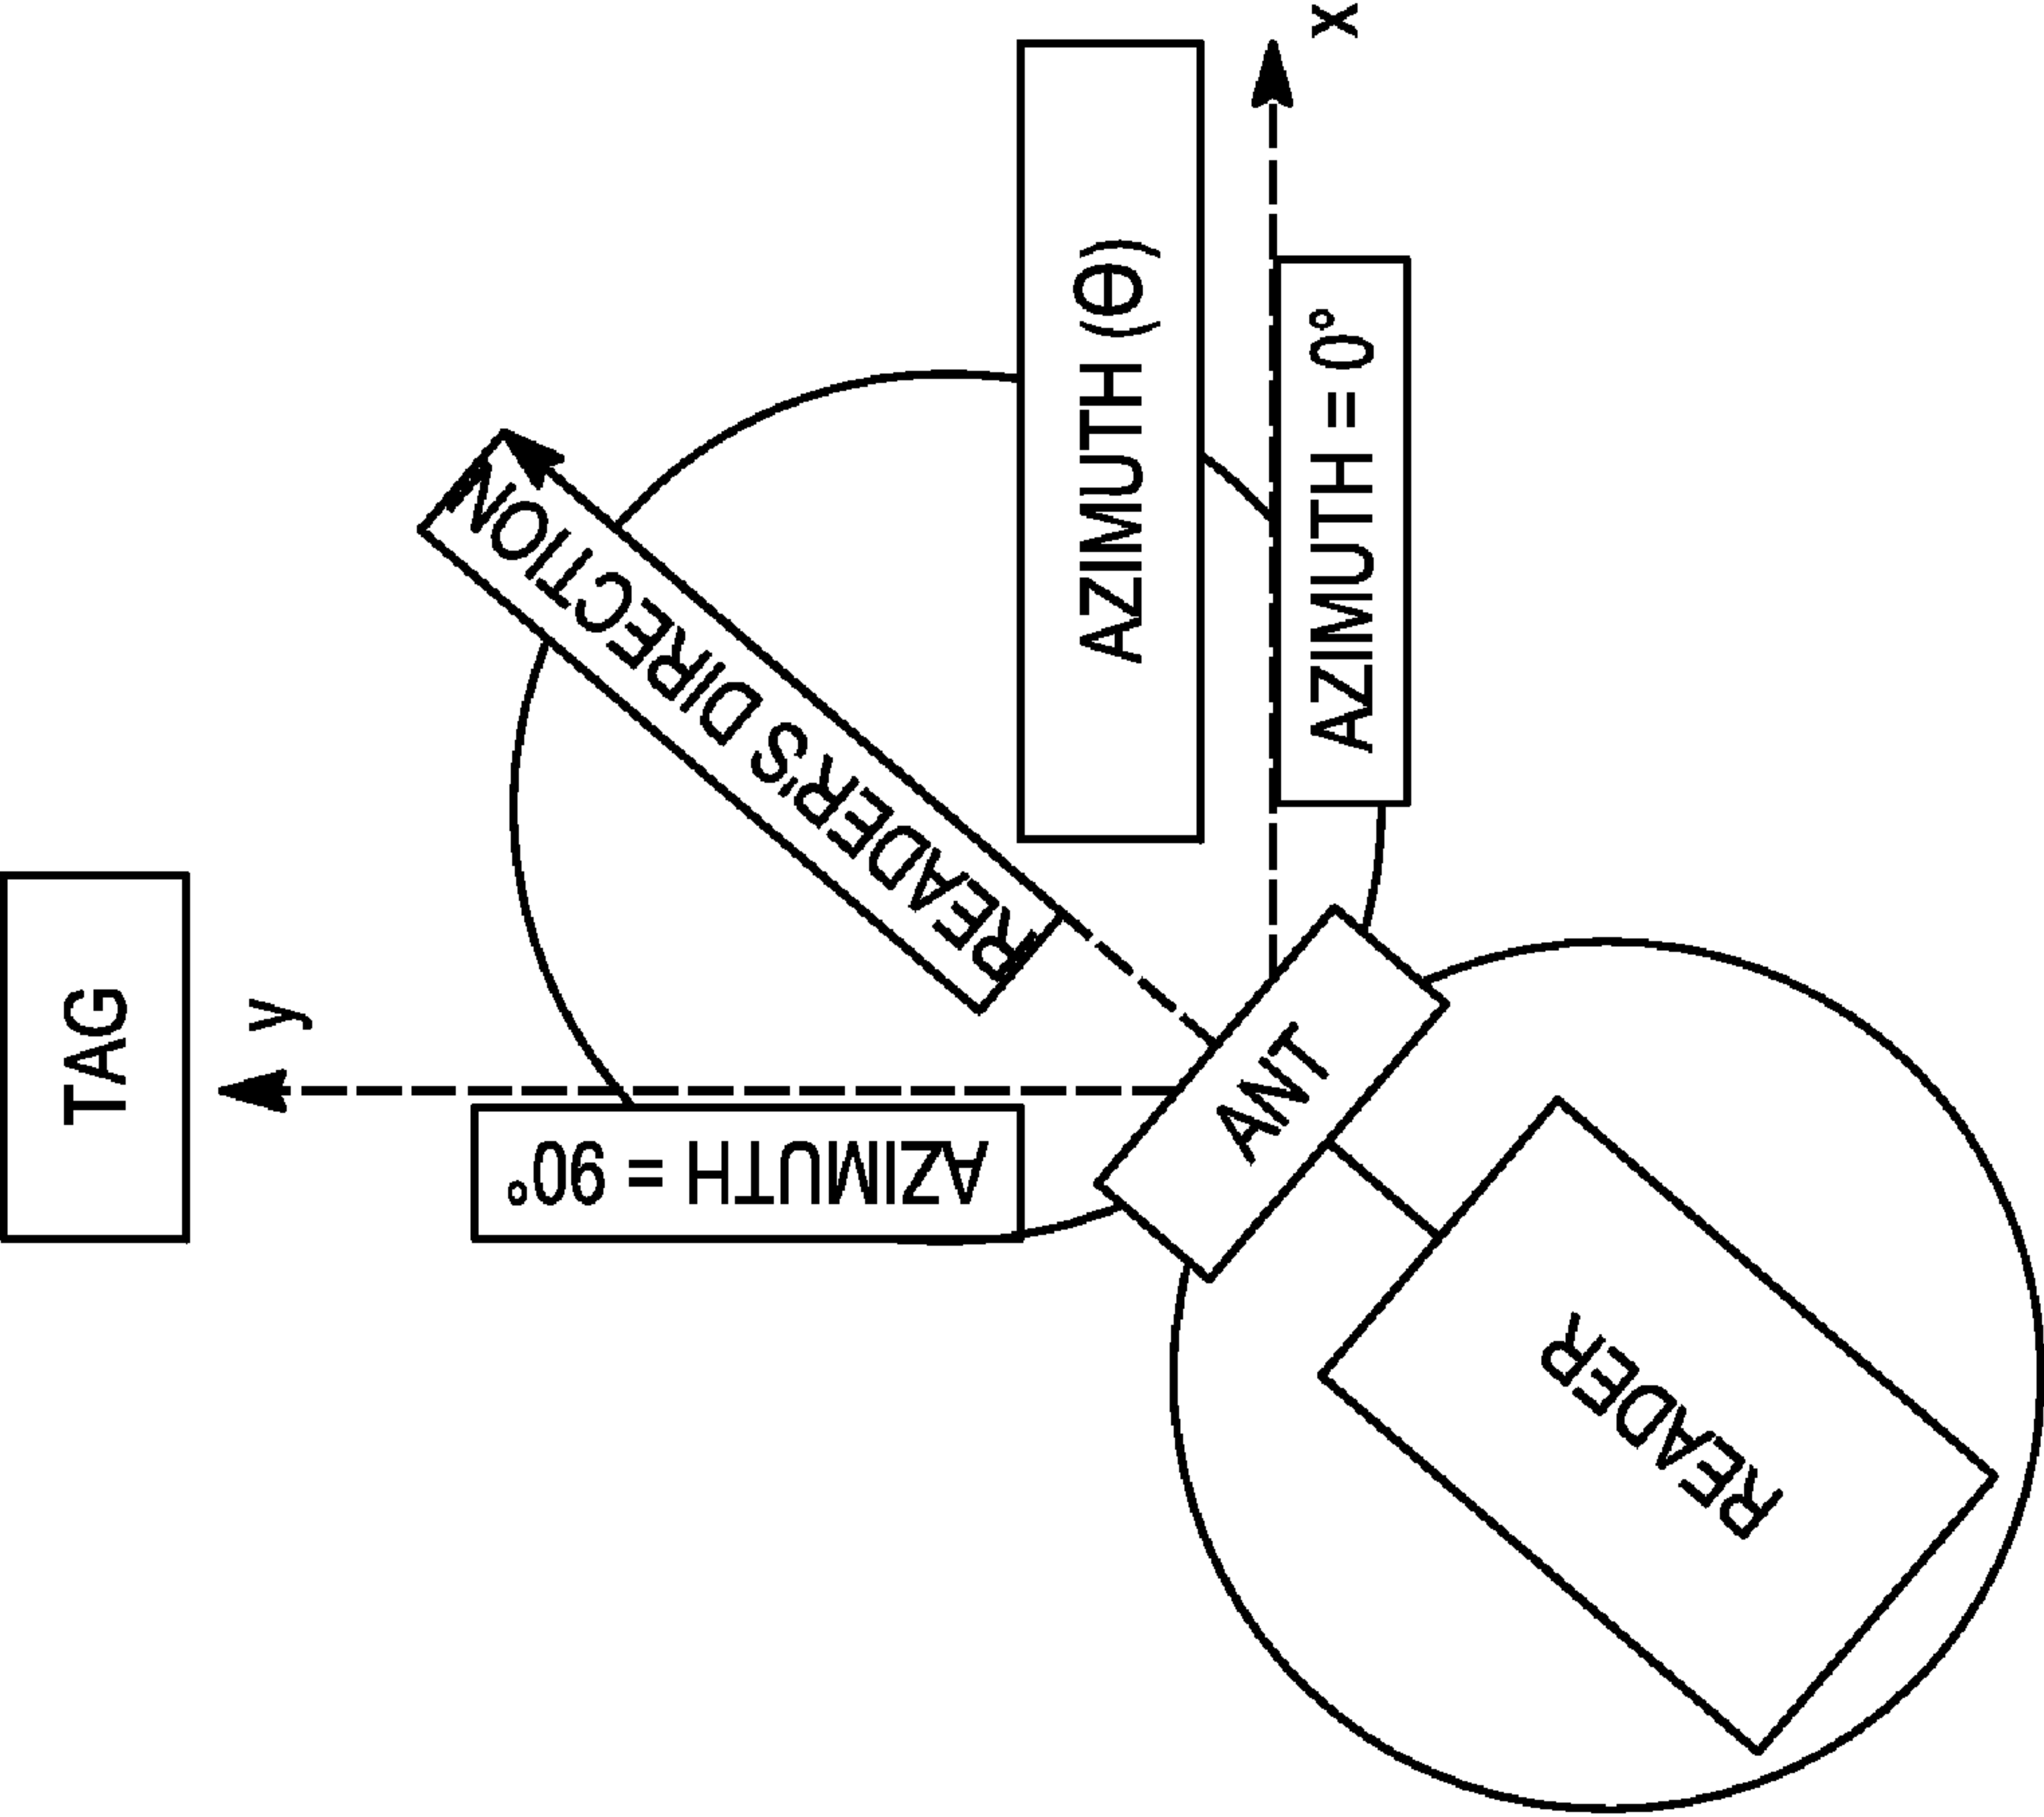 TAG
y
AZIMUTH = 90°
READER'S DIRECTION
AZIMUTH (Θ)
x
AZIMUTH = 0°
ANT
READER